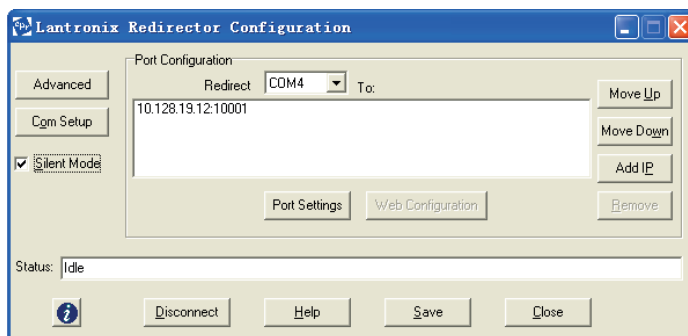 Lantronix Redirector Configuration
Port Configuration
Advanced
Redirect COM4 To:
Move Up
10.128.19.12:10001
Com Setup
Move Down
Silent Mode
Add IP
Port Settings Web Configuration Remove
Status: Idle
Disconnect Help Save Close